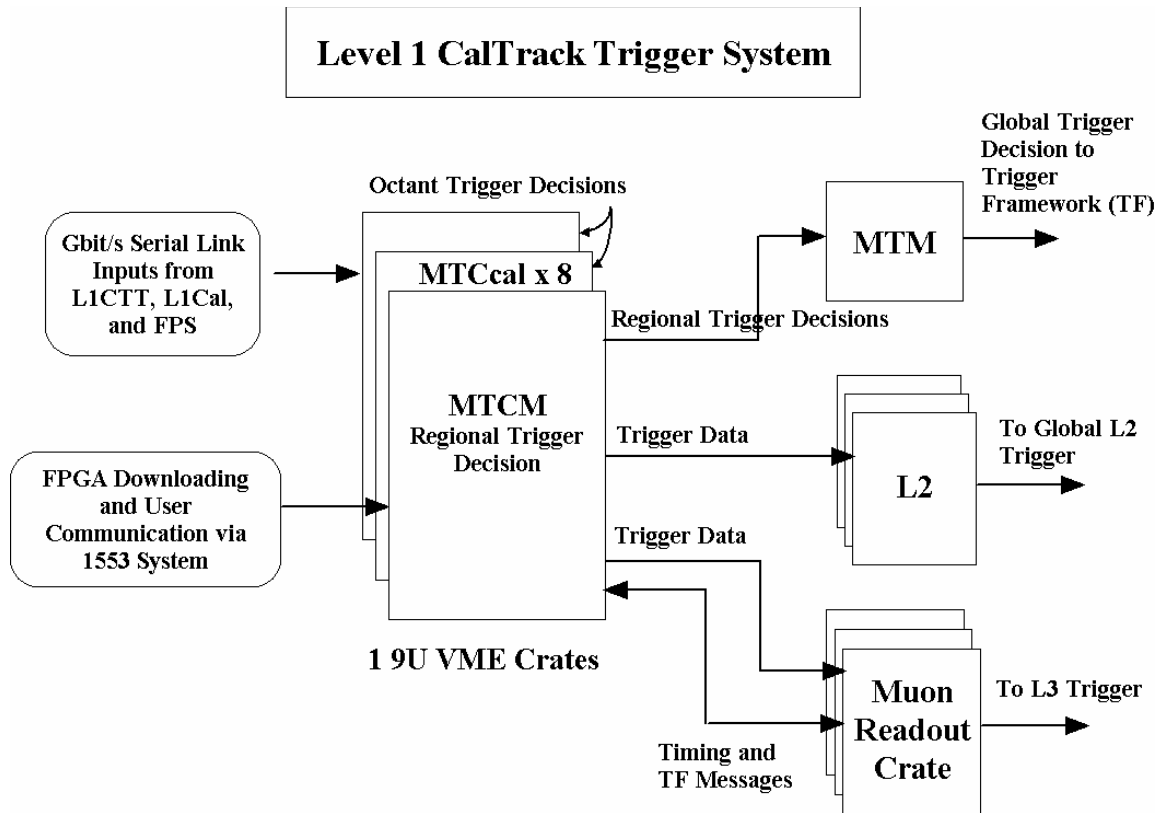 Level 1 CalTrack Trigger System
Global Trigger
Decision to
Trigger
Framework (TF)
Octant Trigger Decisions
Gbit/s Serial Link
Inputs from
L1CTT, L1Cal,
and FPS
MTCcal x 8
MTM
Regional Trigger Decisions
MTCM
Regional Trigger
Decision
Trigger Data
L2
To Global L2
Trigger
FPGA Downloading
and User
Communication via
1553 System
Trigger Data
1 9U VME Crates
Muon
Readout
Crate
To L3 Trigger
Timing and
TF Messages